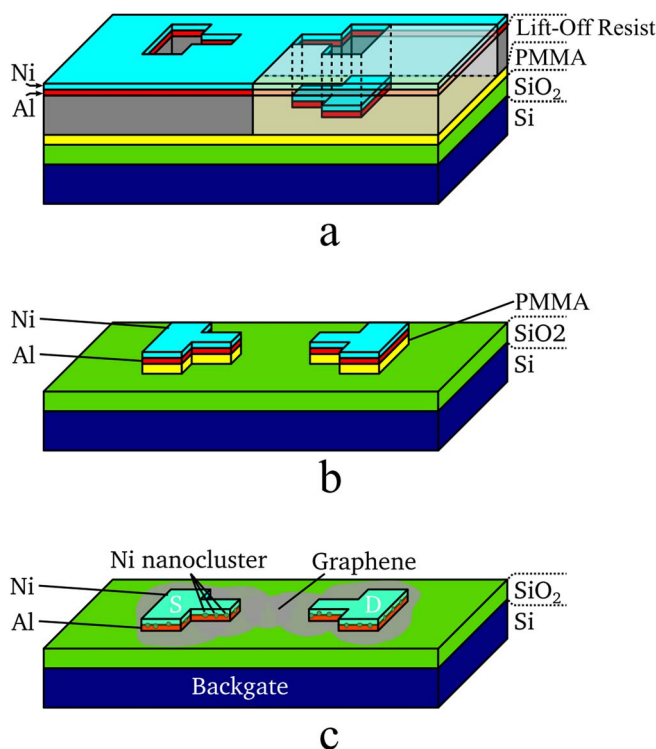 Lift-Off Resist
PMMA
SiO₂
Si
Ni
Al
a
Ni
Al
PMMA
SiO2
Si
b
Ni nanocluster
Graphene
Ni
Al
S
D
SiO₂
Si
Backgate
c